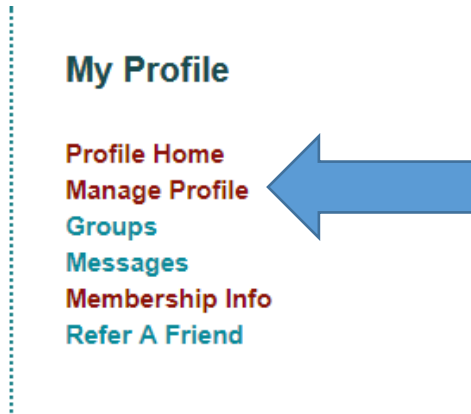 My Profile
Profile Home
Manage Profile
Groups
Messages
Membership Info
Refer A Friend